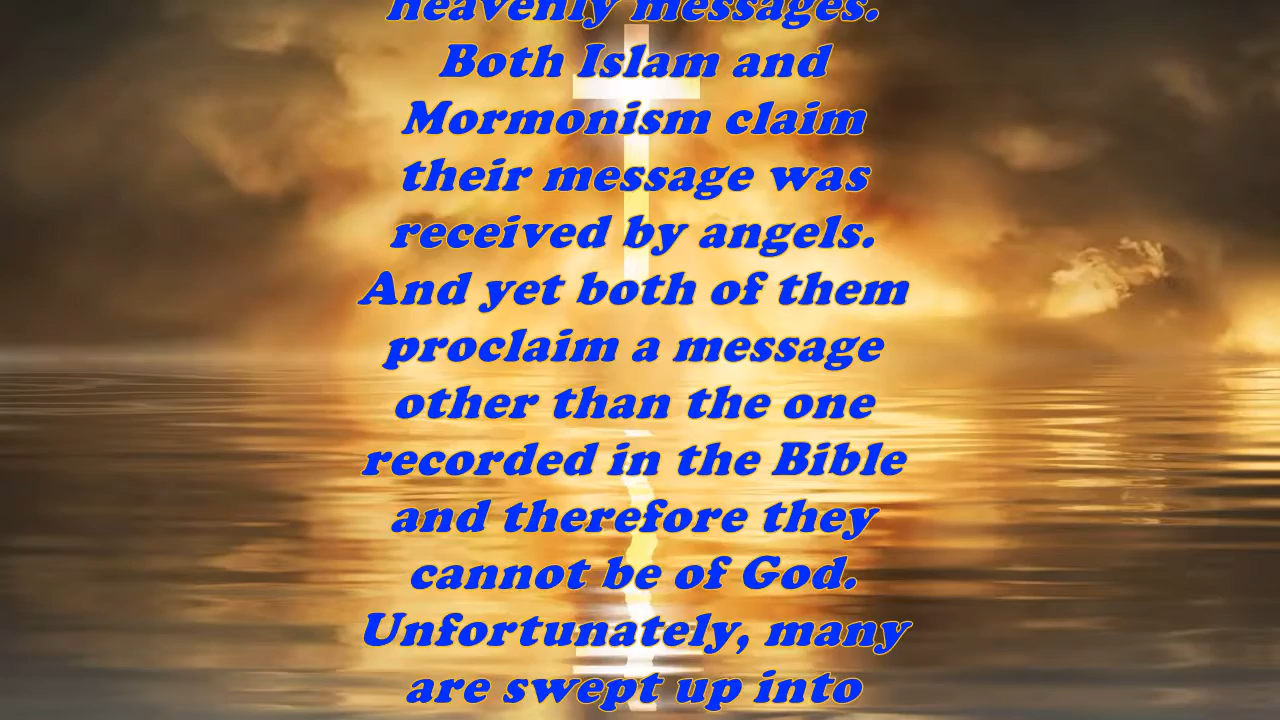 heavenly messages.
Both Islam and
Mormonism claim
their message was
received by angels.
And yet both of them
proclaim a message
other than the one
recorded in the Bible
and therefore they
cannot be of God.
Unfortunately, many
are swept up into